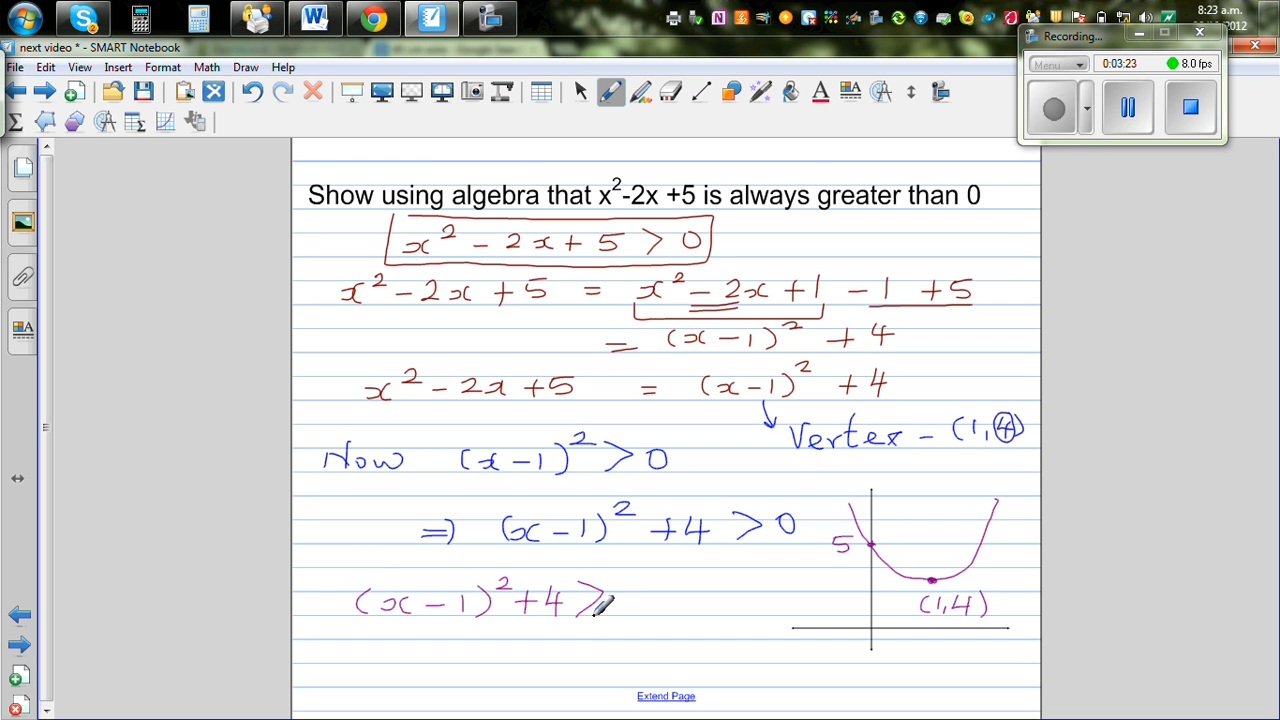 8:23 a.m.
next video * - SMART Notebook
Recording...
File Edit View Insert Format Math Draw Help
Menu 0:03:23 8.0 fps
Show using algebra that x²-2x +5 is always greater than 0
x² - 2x + 5 > 0
x² - 2x + 5 = x² - 2x + 1 - 1 + 5
= (x - 1)² + 4
x² - 2x + 5 = (x - 1)² + 4
Vertex - (1,4)
Now (x - 1)² > 0
=> (x - 1)² + 4 > 0
5
(x - 1)² + 4 >
(1,4)
Extend Page